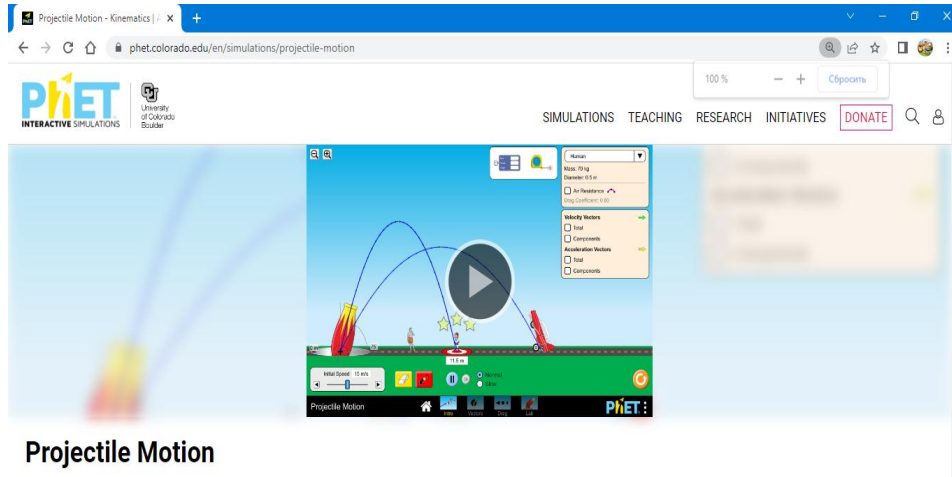 Projectile Motion - Kinematics |
phet.colorado.edu/en/simulations/projectile-motion
100 % − + Сбросить
PhET
INTERACTIVE SIMULATIONS
University
of Colorado
Boulder
SIMULATIONS TEACHING RESEARCH INITIATIVES DONATE
Human
Mass: 70 kg
Diameter: 0.5 m
Air Resistance
Drag Coefficient: 0.60
Velocity Vectors
Total
Components
Acceleration Vectors
Total
Components
0 m
75
11.5 m
Initial Speed 15 m/s
Normal
Slow
Projectile Motion
Intro Vectors Drag Lab
PhET
Projectile Motion